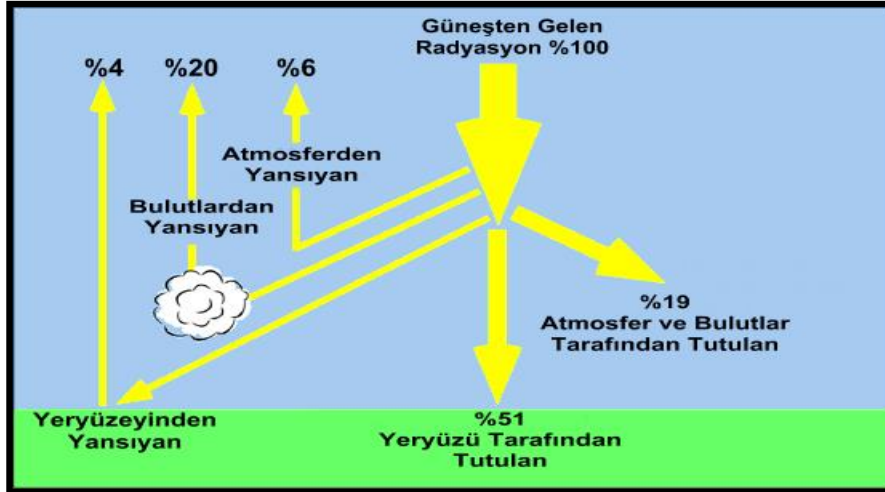 Güneşten Gelen
Radyasyon %100
%4
%20
%6
Atmosferden
Yansıyan
Bulutlardan
Yansıyan
%19
Atmosfer ve Bulutlar
Tarafından Tutulan
Yeryüzeyinden
Yansıyan
%51
Yeryüzü Tarafından
Tutulan